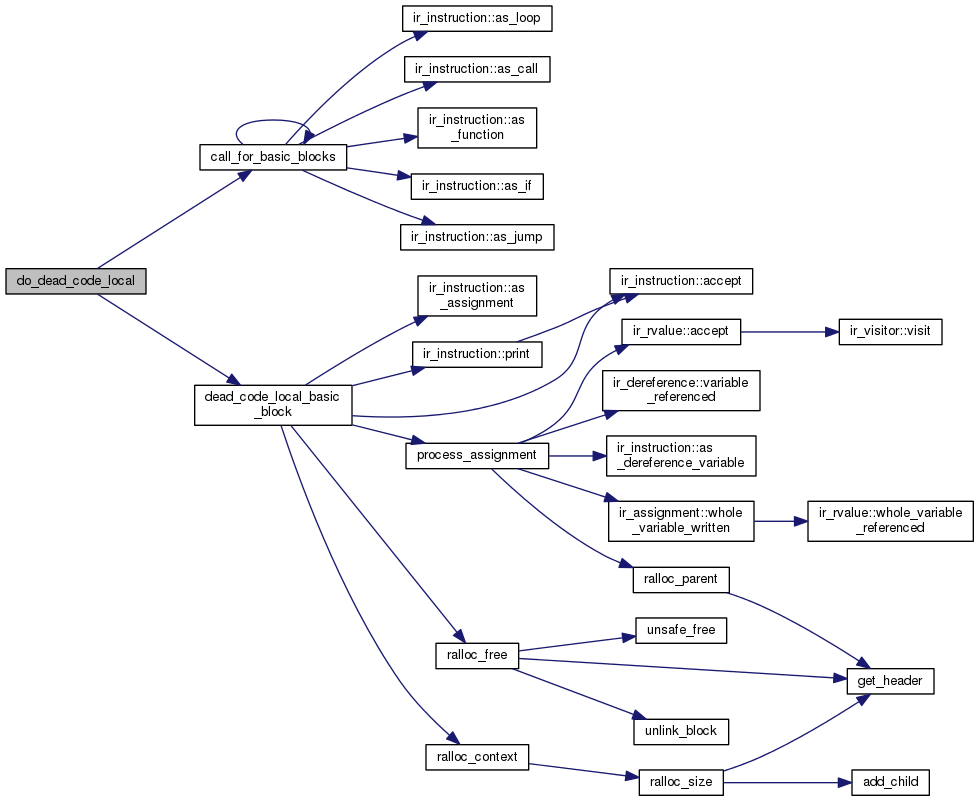 ir_instruction::as_loop
ir_instruction::as_call
ir_instruction::as
_function
call_for_basic_blocks
ir_instruction::as_if
ir_instruction::as_jump
do_dead_code_local
ir_instruction::as
_assignment
ir_instruction::accept
ir_instruction::print
ir_rvalue::accept
ir_visitor::visit
dead_code_local_basic
_block
ir_dereference::variable
_referenced
process_assignment
ir_instruction::as
_dereference_variable
ir_assignment::whole
_variable_written
ir_rvalue::whole_variable
_referenced
ralloc_parent
unsafe_free
ralloc_free
get_header
unlink_block
ralloc_context
ralloc_size
add_child